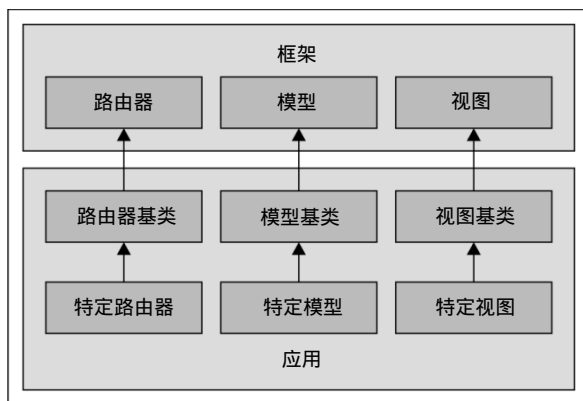 框架
路由器 模型 视图
路由器基类 模型基类 视图基类
特定路由器 特定模型 特定视图
应用